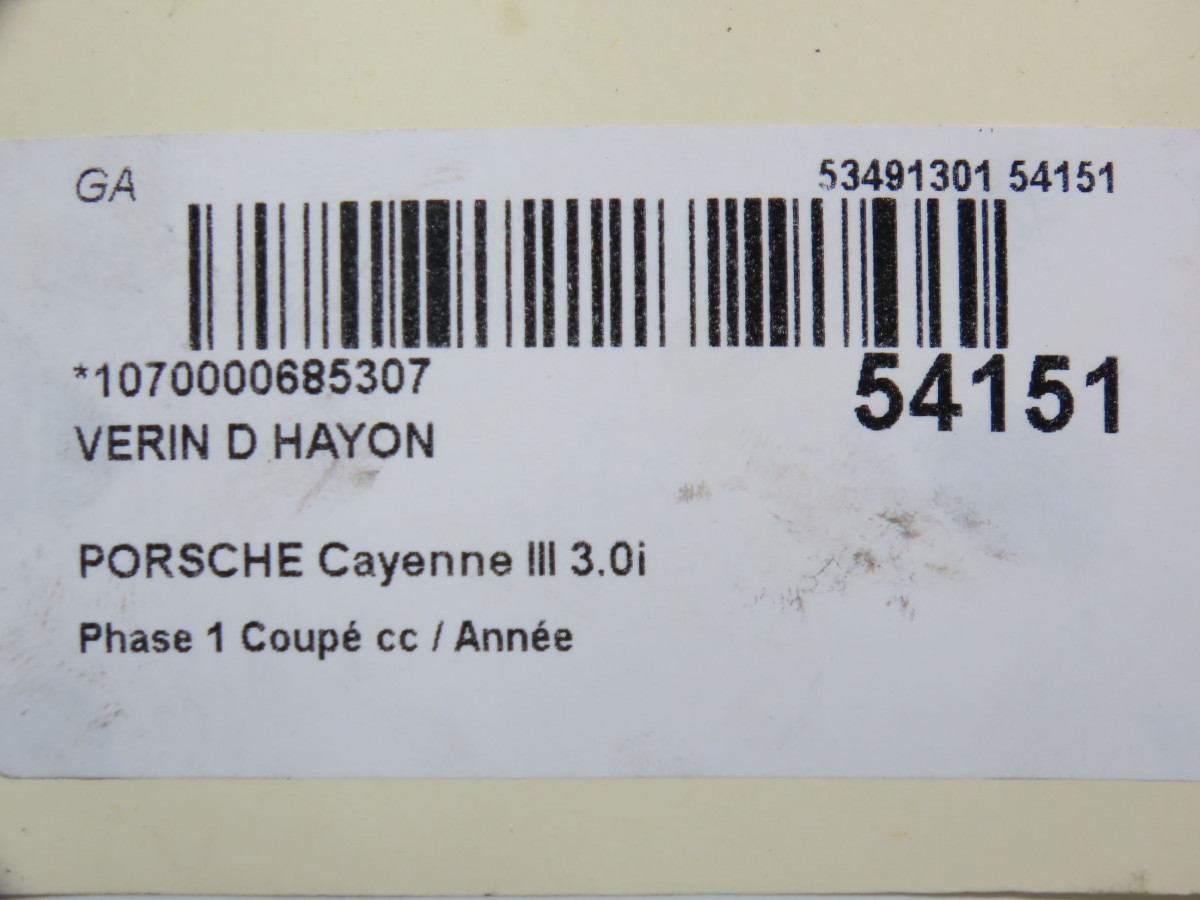 GA
53491301 54151
*1070000685307
54151
VERIN D HAYON
PORSCHE Cayenne III 3.0i
Phase 1 Coupé cc / Année